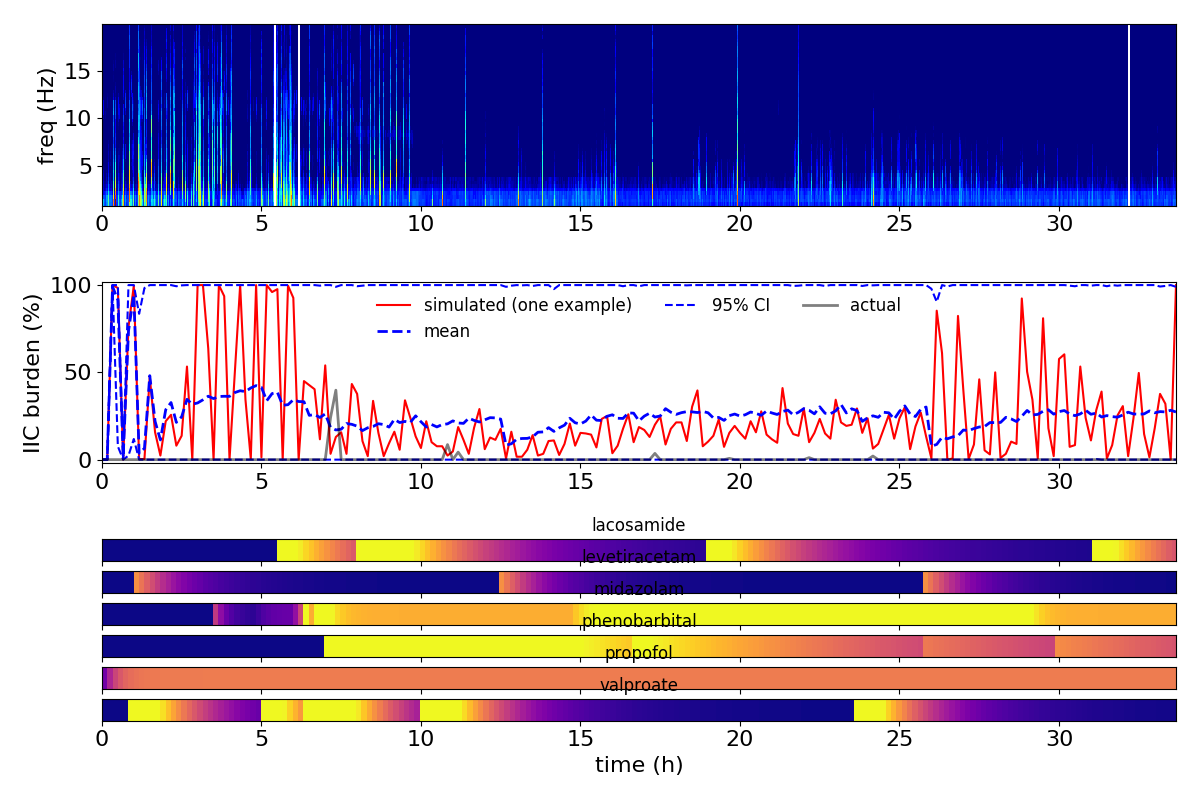 freq (Hz)
15
10
5
0 5 10 15 20 25 30
IIC burden (%)
100
50
0
simulated (one example) 95% CI actual
mean
0 5 10 15 20 25 30
lacosamide
levetiracetam
midazolam
phenobarbital
propofol
valproate
0 5 10 15 20 25 30
time (h)